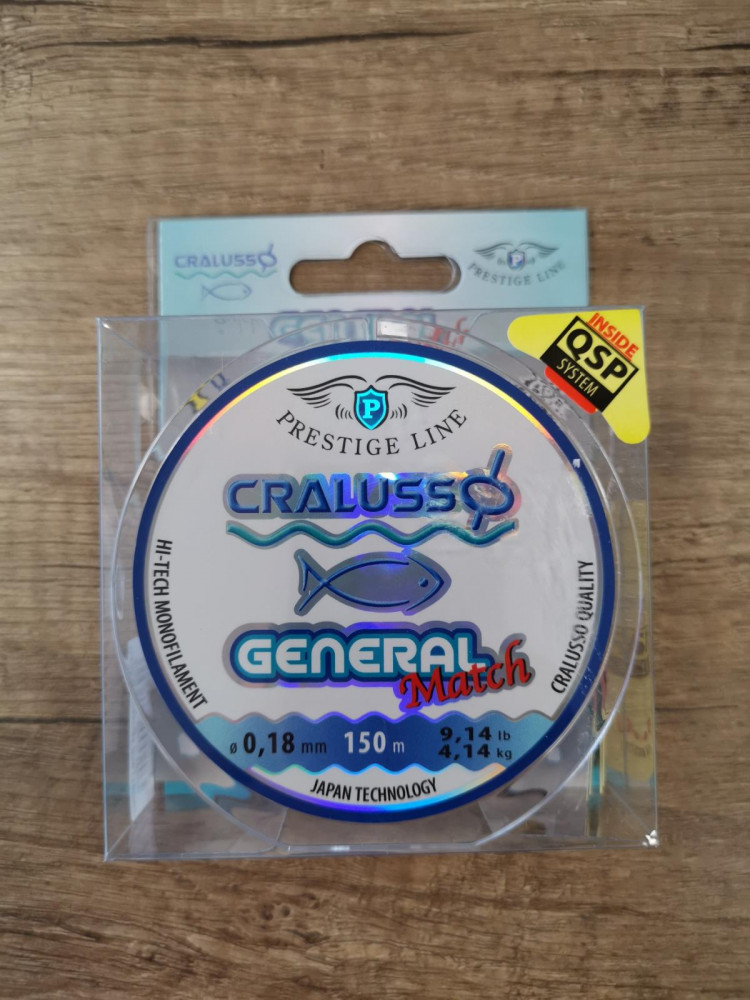 CRALUSSO
PRESTIGE LINE
INSIDE
QSP
SYSTEM
P
PRESTIGE LINE
CRALUSSO
HI-TECH MONOFILAMENT
CRALUSSO QUALITY
GENERAL
Match
ø 0,18 mm 150 m 9,14 lb
4,14 kg
JAPAN TECHNOLOGY